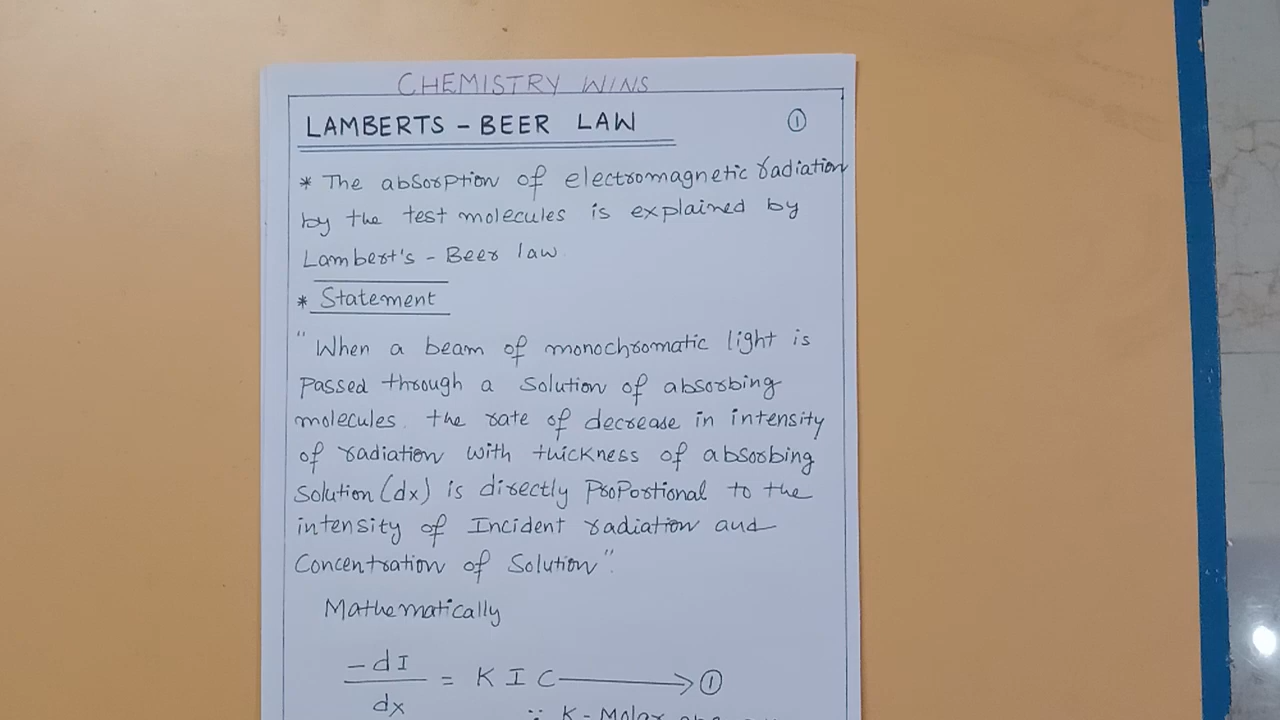 CHEMISTRY WINS
LAMBERTS - BEER LAW ①
* The absorption of electromagnetic radiation
by the test molecules is explained by
Lambert's - Beer law.
* Statement
"When a beam of monochromatic light is
Passed through a Solution of absorbing
molecules. the rate of decrease in intensity
of radiation with thickness of absorbing
Solution (dx) is directly Proportional to the
intensity of Incident radiation and
Concentration of Solution".
Mathematically
-dI
dx
= K I C ⟶ ①
∵ K - Molar